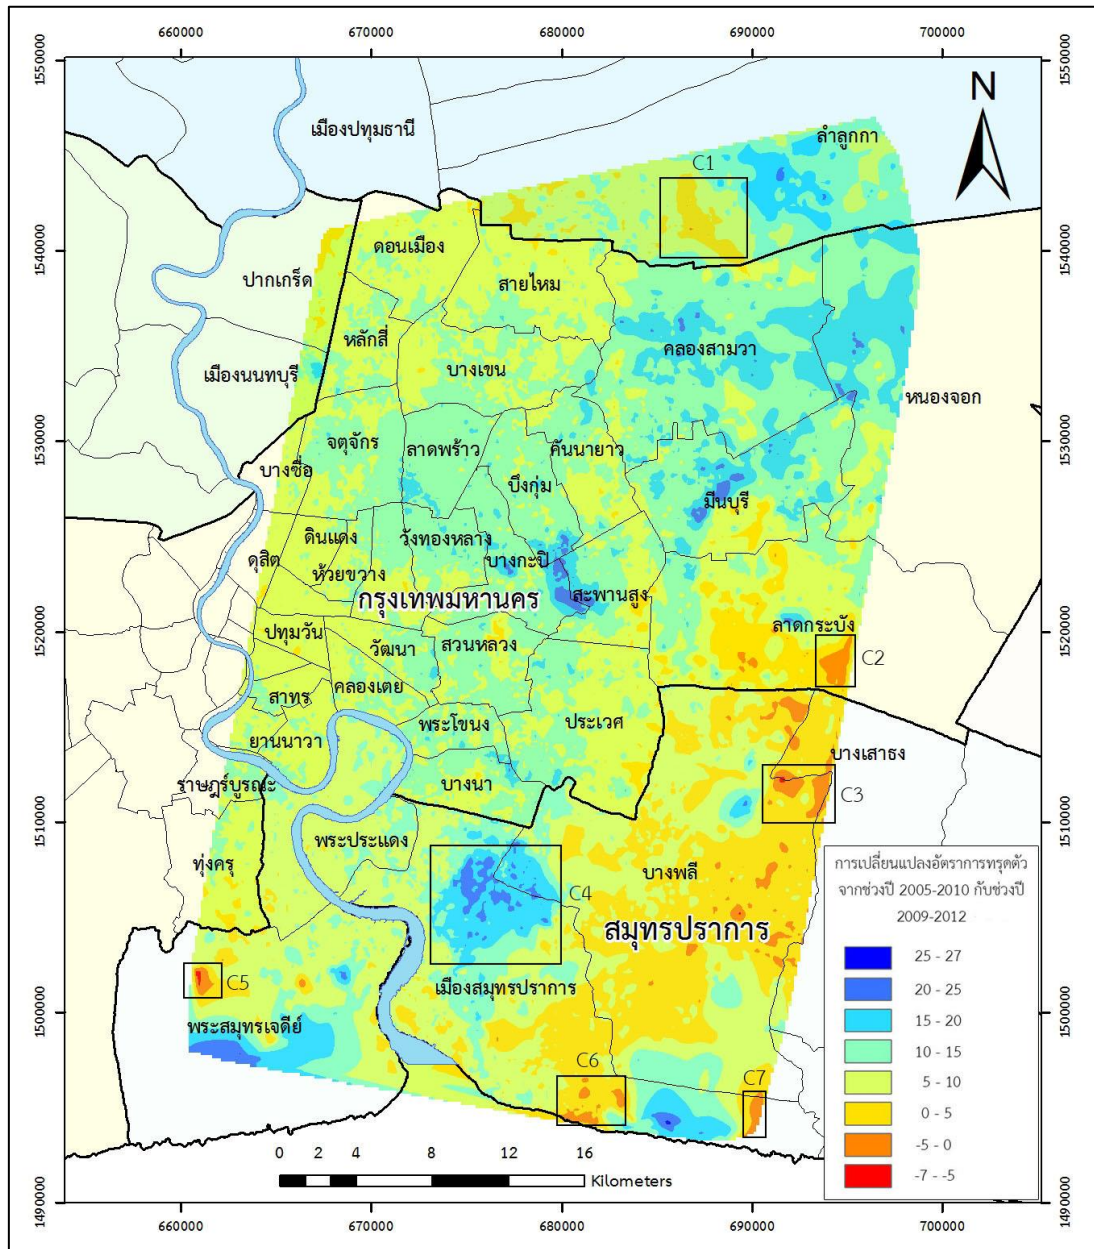 660000 670000 680000 690000 700000
1550000 1550000
N
เมืองปทุมธานี
ลำลูกกา
C1
1540000 1540000
ดอนเมือง
ปากเกร็ด
สายไหม
หลักสี่
คลองสามวา
บางเขน
เมืองนนทบุรี
หนองจอก
1530000 1530000
จตุจักร
ลาดพร้าว
คันนายาว
บางซื่อ
บึงกุ่ม
มีนบุรี
ดินแดง
วังทองหลาง
ดุสิต
บางกะปิ
ห้วยขวาง
สะพานสูง
กรุงเทพมหานคร
1520000 1520000
ลาดกระบัง
ปทุมวัน
วัฒนา
สวนหลวง
C2
คลองเตย
สาทร
พระโขนง
ประเวศ
ยานนาวา
บางเสาธง
บางนา
ราษฎร์บูรณะ
C3
1510000 1510000
พระประแดง
ทุ่งครุ
บางพลี
C4
สมุทรปราการ
การเปลี่ยนแปลงอัตราการทรุดตัว
จากช่วงปี 2005-2010 กับช่วงปี
2009-2012
25 - 27
20 - 25
15 - 20
10 - 15
5 - 10
0 - 5
-5 - 0
-7 - -5
C5
เมืองสมุทรปราการ
1500000 1500000
พระสมุทรเจดีย์
C6
C7
0 2 4 8 12 16
Kilometers
1490000 1490000
660000 670000 680000 690000 700000